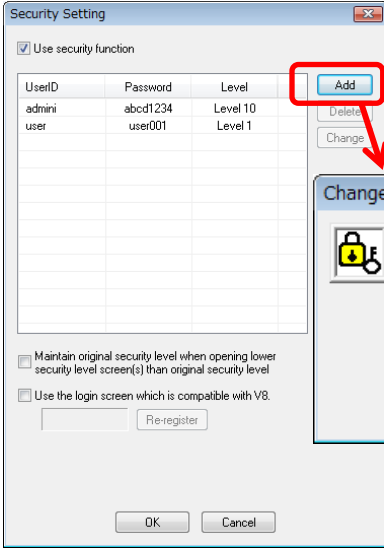 Security Setting
Use security function
UserID Password Level
admini abcd1234 Level 10
user user001 Level 1
Add
Delete
Change
Change
Maintain original security level when opening lower
security level screen(s) than original security level
Use the login screen which is compatible with V8.
Re-register
OK Cancel